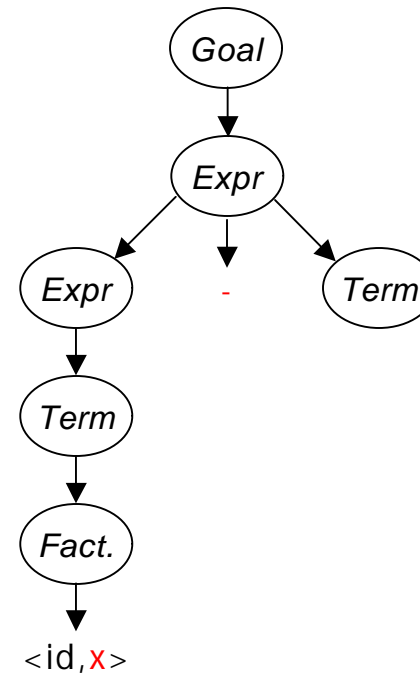 Goal
Expr
Expr - Term
Term
Fact.
<id,x>